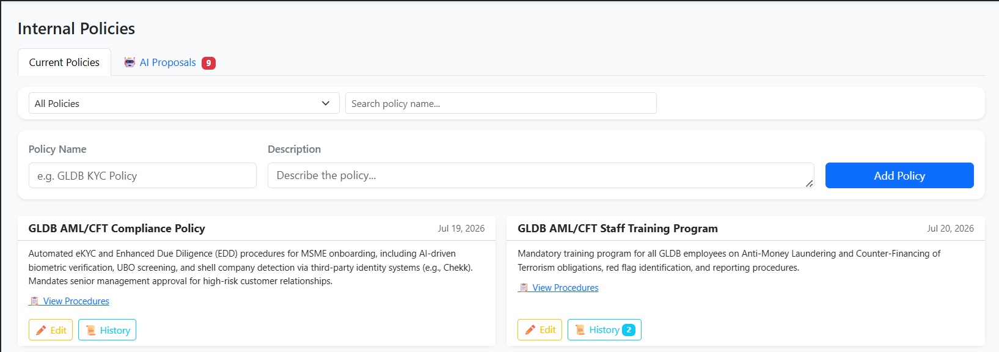 Internal Policies
Current Policies
AI Proposals 9
All Policies
Search policy name...
Policy Name
Description
e.g. GLDB KYC Policy
Describe the policy...
Add Policy
GLDB AML/CFT Compliance Policy
Jul 19, 2026
Automated eKYC and Enhanced Due Diligence (EDD) procedures for MSME onboarding, including AI-driven
biometric verification, UBO screening, and shell company detection via third-party identity systems (e.g., Chekk).
Mandates senior management approval for high-risk customer relationships.
View Procedures
Edit
History
GLDB AML/CFT Staff Training Program
Jul 20, 2026
Mandatory training program for all GLDB employees on Anti-Money Laundering and Counter-Financing of
Terrorism obligations, red flag identification, and reporting procedures.
View Procedures
Edit
History 2